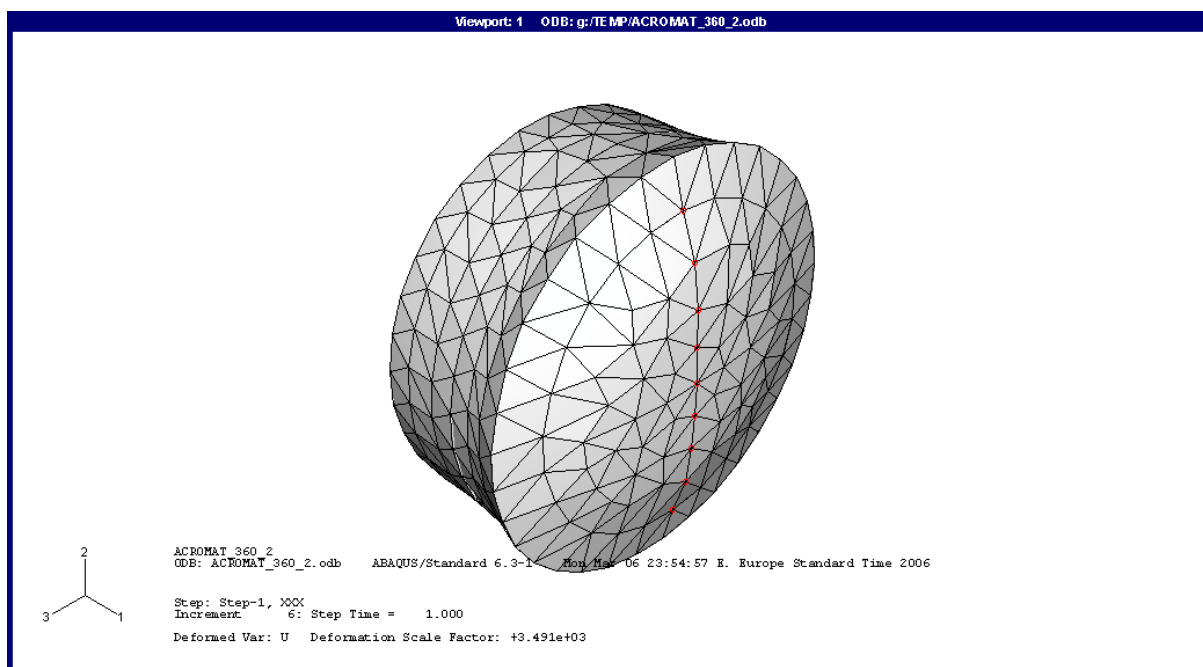 Viewport: 1 ODB: g:/TEMP/ACROMAT_360_2.odb
2
3
1
ACROMAT_360_2
ODB: ACROMAT_360_2.odb ABAQUS/Standard 6.3-1 Mon Mar 06 23:54:57 E. Europe Standard Time 2006
Step: Step-1, XXX
Increment 6: Step Time = 1.000
Deformed Var: U Deformation Scale Factor: +3.491e+03